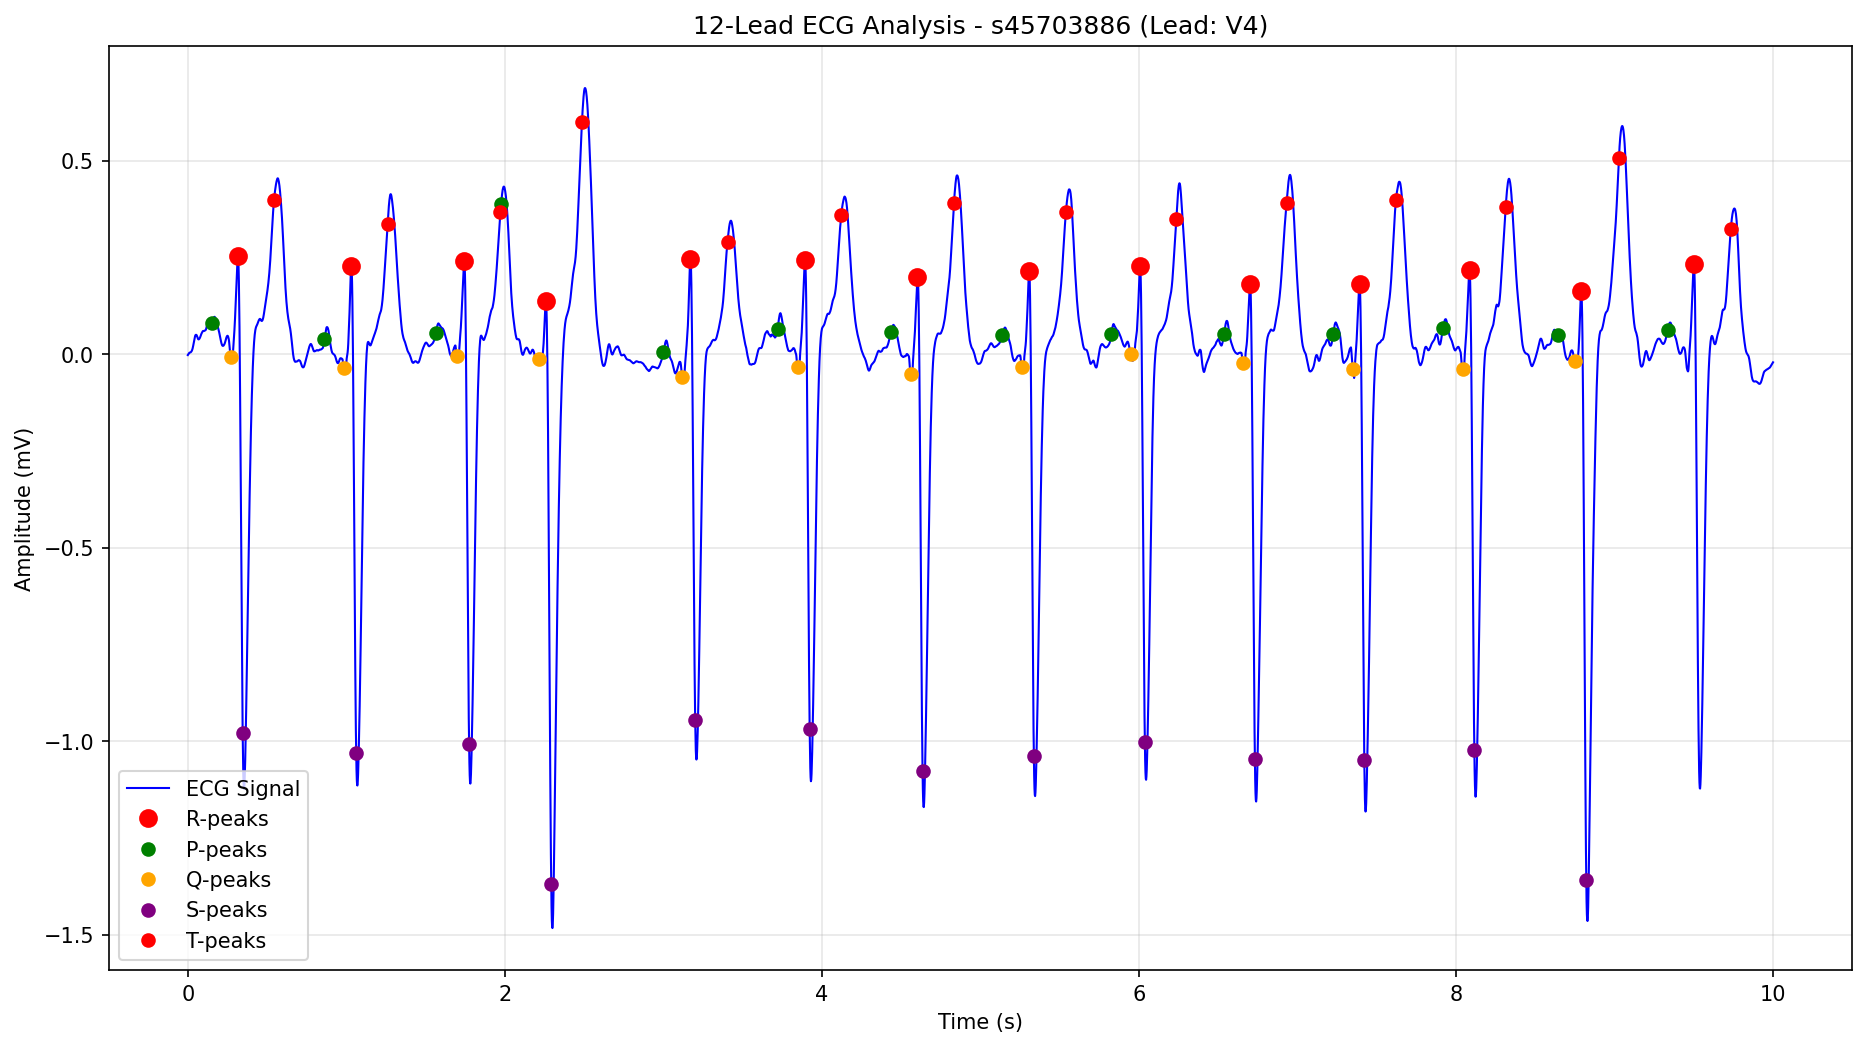 12-Lead ECG Analysis - s45703886 (Lead: V4)
Amplitude (mV)
0.5
0.0
−0.5
−1.0
−1.5
ECG Signal
R-peaks
P-peaks
Q-peaks
S-peaks
T-peaks
0 2 4 6 8 10
Time (s)